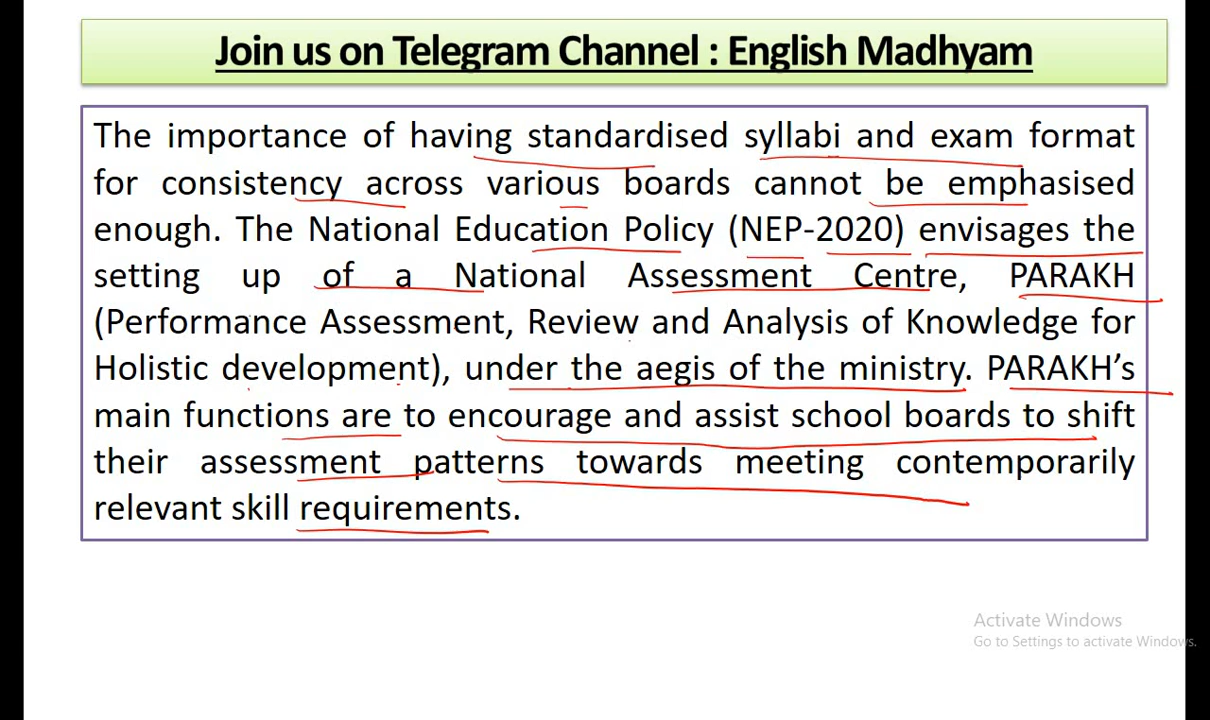 Join us on Telegram Channel : English Madhyam
The importance of having standardised syllabi and exam format
for consistency across various boards cannot be emphasised
enough. The National Education Policy (NEP-2020) envisages the
setting up of a National Assessment Centre, PARAKH
(Performance Assessment, Review and Analysis of Knowledge for
Holistic development), under the aegis of the ministry. PARAKH’s
main functions are to encourage and assist school boards to shift
their assessment patterns towards meeting contemporarily
relevant skill requirements.
Activate Windows
Go to Settings to activate Windows.